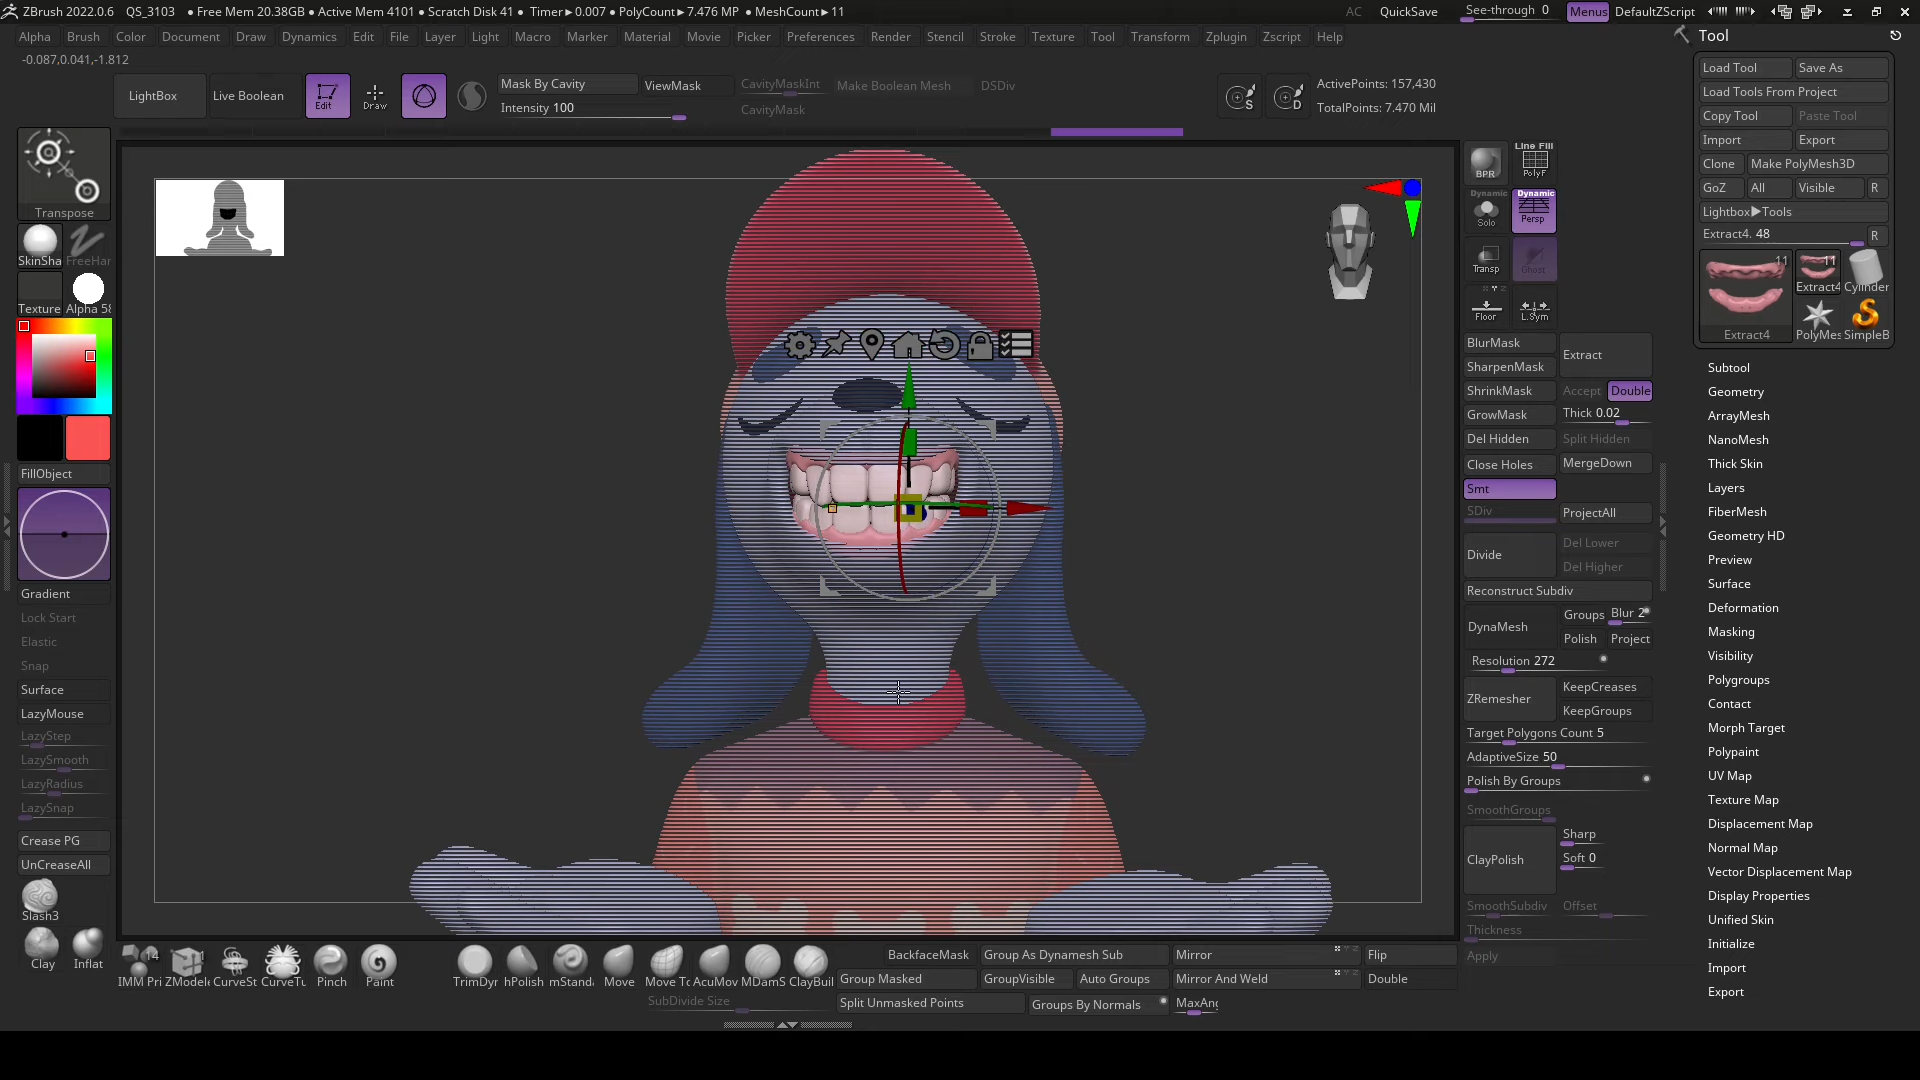 ZBrush 2022.0.6 QS_3103 ● Free Mem 20.38GB ● Active Mem 4101 ● Scratch Disk 41 ● Timer►0.007 ● PolyCount►7.476 MP ● MeshCount►11 AC QuickSave See-through 0 Menus DefaultZScript
Alpha Brush Color Document Draw Dynamics Edit File Layer Light Macro Marker Material Movie Picker Preferences Render Stencil Stroke Texture Tool Transform Zplugin Zscript Help
-0.087,0.041,-1.812
LightBox
Live Boolean
Edit
Draw
Mask By Cavity
Intensity 100
ViewMask
CavityMaskInt
CavityMask
Make Boolean Mesh
DSDiv
S
D
ActivePoints: 157,430
TotalPoints: 7.470 Mil
Transpose
SkinSha
FreeHan
Texture
Alpha 58
FillObject
Gradient
Lock Start
Elastic
Snap
Surface
LazyMouse
LazyStep
LazySmooth
LazyRadius
LazySnap
Crease PG
UnCreaseAll
Slash3
Clay
Inflat
BPR
Line Fill
PolyF
Dynamic
Solo
Dynamic
Persp
Transp
Ghost
Floor
L.Sym
BlurMask
SharpenMask
ShrinkMask
GrowMask
Del Hidden
Close Holes
Smt
SDiv
Divide
Extract
Accept
Double
Thick 0.02
Split Hidden
MergeDown
ProjectAll
Del Lower
Del Higher
Reconstruct Subdiv
DynaMesh
Groups
Blur 2
Polish
Project
Resolution 272
ZRemesher
KeepCreases
KeepGroups
Target Polygons Count 5
AdaptiveSize 50
Polish By Groups
SmoothGroups
ClayPolish
Sharp
Soft 0
SmoothSubdiv
Offset
Thickness
Apply
Tool
Load Tool Save As
Load Tools From Project
Copy Tool Paste Tool
Import Export
Clone Make PolyMesh3D
GoZ All Visible R
Lightbox►Tools
Extract4. 48 R
11
11
Extract4 Cylinder
Extract4 PolyMes SimpleB
Subtool
Geometry
ArrayMesh
NanoMesh
Thick Skin
Layers
FiberMesh
Geometry HD
Preview
Surface
Deformation
Masking
Visibility
Polygroups
Contact
Morph Target
Polypaint
UV Map
Texture Map
Displacement Map
Normal Map
Vector Displacement Map
Display Properties
Unified Skin
Initialize
Import
Export
14
IMM Pri ZModele CurveSt CurveTu Pinch Paint TrimDyn hPolish mStand Move Move To AcuMov MDamS ClayBuil
SubDivide Size
BackfaceMask Group As Dynamesh Sub Mirror Flip
Group Masked GroupVisible Auto Groups Mirror And Weld Double
Split Unmasked Points Groups By Normals MaxAng